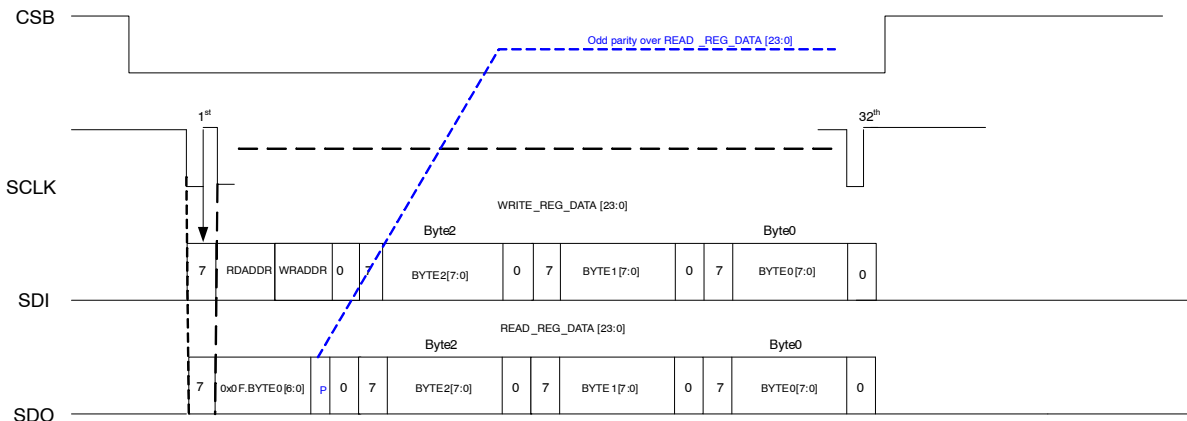 CSB
Odd parity over READ _REG_DATA [23:0]
1st
32th
SCLK
WRITE_REG_DATA [23:0]
Byte2
Byte0
7 RDADDR WRADDR 0 7 BYTE2[7:0] 0 7 BYTE1[7:0] 0 7 BYTE0[7:0] 0
SDI
READ_REG_DATA [23:0]
Byte2
Byte0
7 0x0F.BYTE0[6:0] P 0 7 BYTE2[7:0] 0 7 BYTE1[7:0] 0 7 BYTE0[7:0] 0
SDO